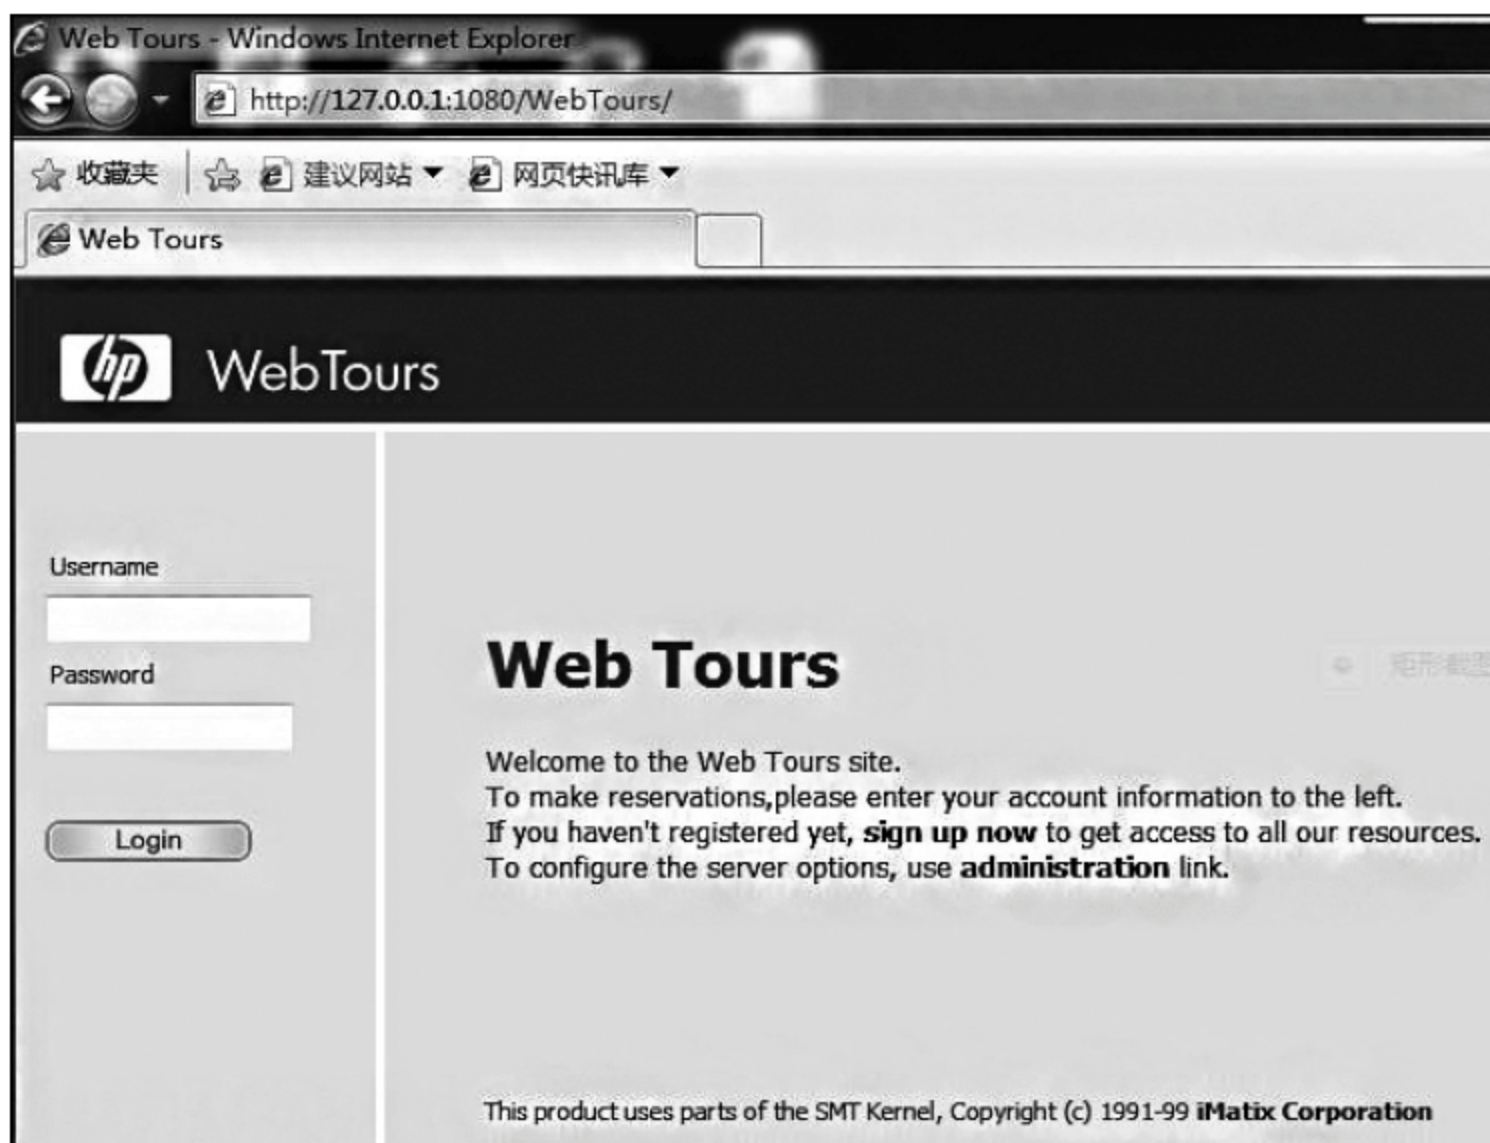 Web Tours - Windows Internet Explorer
http://127.0.0.1:1080/WebTours/
收藏夹 建议网站 网页快讯库
Web Tours
hp WebTours
Username
Password
Login
Web Tours
矩形截图
Welcome to the Web Tours site.
To make reservations,please enter your account information to the left.
If you haven't registered yet, sign up now to get access to all our resources.
To configure the server options, use administration link.
This product uses parts of the SMT Kernel, Copyright (c) 1991-99 iMatix Corporation